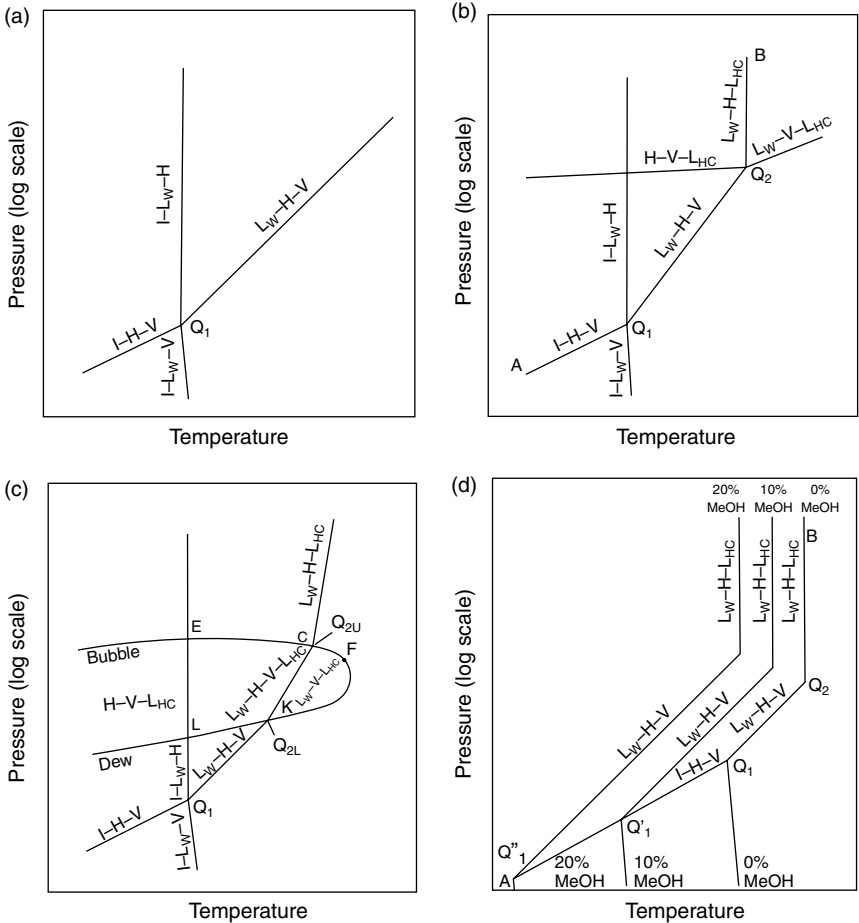 (a)
Pressure (log scale)
I–L_W–H
L_W–H–V
I–H–V
Q₁
I–L_W–V
Temperature
(b)
Pressure (log scale)
B
L_W–H–L_HC
L_W–V–L_HC
H–V–L_HC
Q₂
I–L_W–H
L_W–H–V
I–H–V
Q₁
A
I–L_W–V
Temperature
(c)
Pressure (log scale)
L_W–H–L_HC
E
C
Q₂U
Bubble
F
L_W–H–V–L_HC
L_W–V–L_HC
H–V–L_HC
K
L
Dew
Q₂L
I–L_W–H
L_W–H–V
I–H–V
Q₁
I–L_W–V
Temperature
(d)
Pressure (log scale)
20% 10% 0%
MeOH MeOH MeOH
B
L_W–H–L_HC
L_W–H–L_HC
L_W–H–L_HC
Q₂
L_W–H–V
L_W–H–V
L_W–H–V
I–H–V
Q₁
Q'₁
Q"₁
A
20% 10% 0%
MeOH MeOH MeOH
Temperature